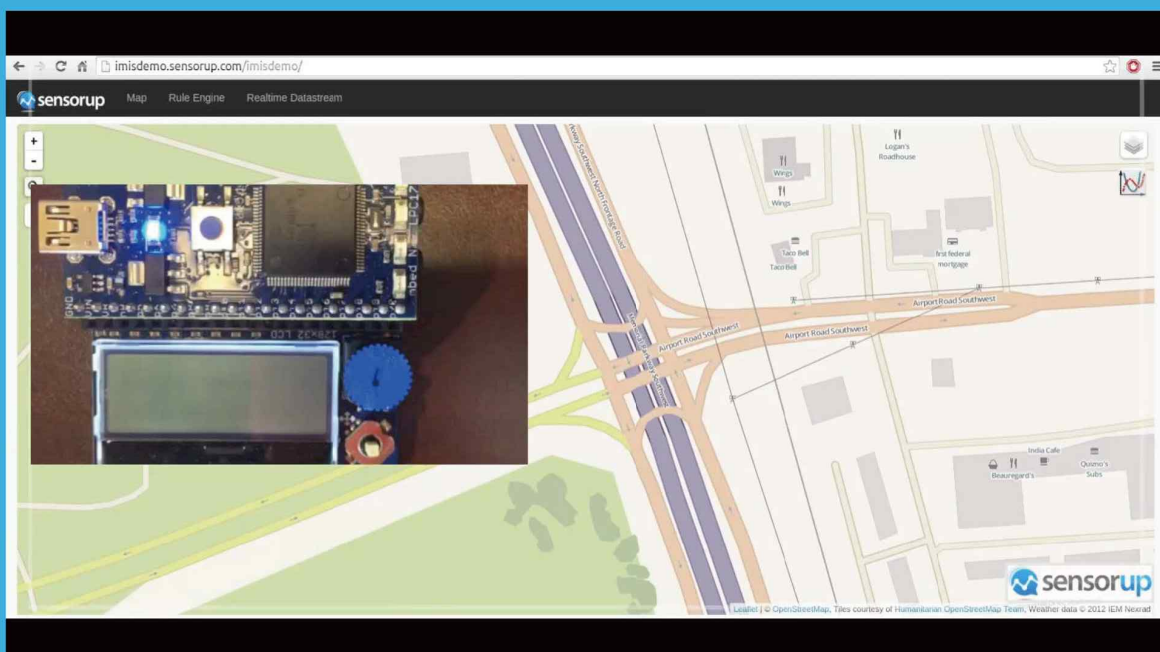 imisdemo.sensorup.com/imisdemo/
sensorup
Map
Rule Engine
Realtime Datastream
+
-
Logan's
Roadhouse
Wings
Wings
Taco Bell
Taco Bell
first federal
mortgage
Airport Road Southwest
Airport Road Southwest
Airport Road Southwest
India Cafe
Beauregard's
Quizno's
Subs
GND
128x32 LCD
sensorup
Leaflet | © OpenStreetMap, Tiles courtesy of Humanitarian OpenStreetMap Team, Weather data © 2012 IEM Nexrad